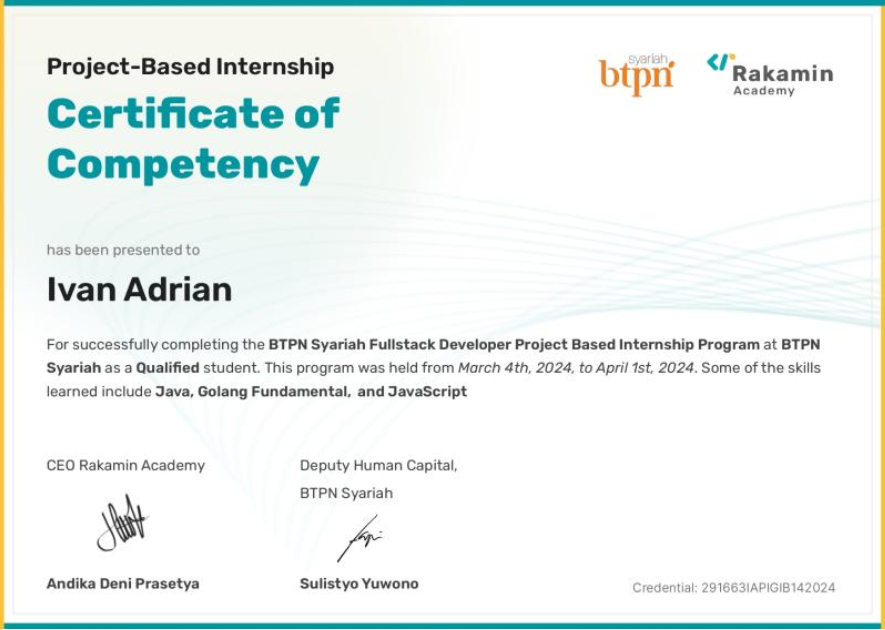 Project-Based Internship
syariah
btpn
Rakamin
Academy
Certificate of
Competency
has been presented to
Ivan Adrian
For successfully completing the BTPN Syariah Fullstack Developer Project Based Internship Program at BTPN
Syariah as a Qualified student. This program was held from March 4th, 2024, to April 1st, 2024. Some of the skills
learned include Java, Golang Fundamental, and JavaScript
CEO Rakamin Academy
Deputy Human Capital,
BTPN Syariah
Andika Deni Prasetya
Sulistyo Yuwono
Credential: 291663IAPIGIB142024